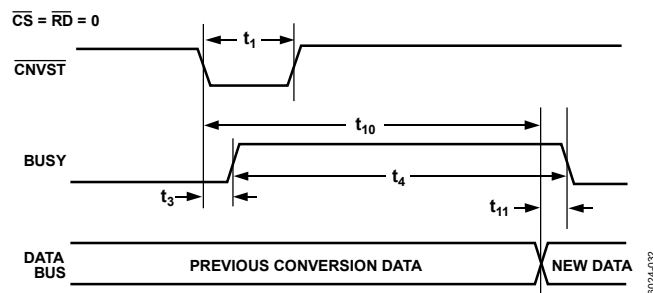 CS = RD = 0
t1
CNVST
t10
BUSY
t4
t3
t11
DATA
BUS
PREVIOUS CONVERSION DATA
NEW DATA